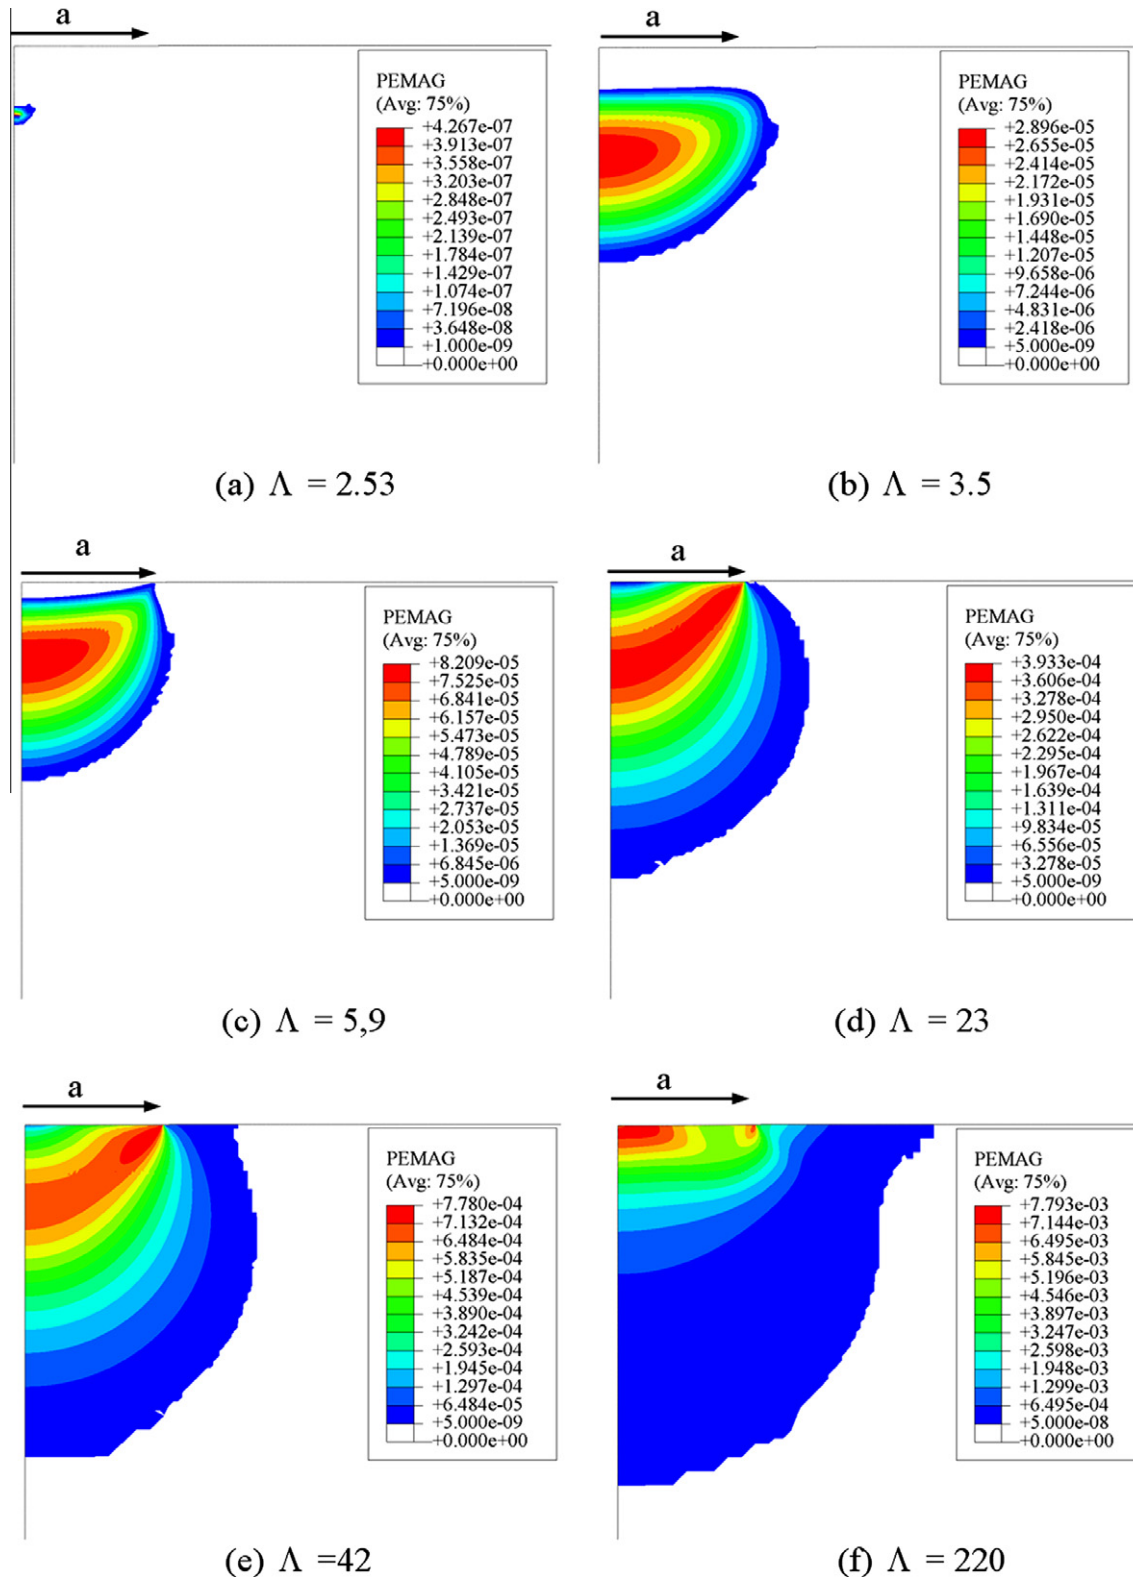 a
PEMAG
(Avg: 75%)
+4.267e-07
+3.913e-07
+3.558e-07
+3.203e-07
+2.848e-07
+2.493e-07
+2.139e-07
+1.784e-07
+1.429e-07
+1.074e-07
+7.196e-08
+3.648e-08
+1.000e-09
+0.000e+00
(a) Λ = 2.53
a
PEMAG
(Avg: 75%)
+2.896e-05
+2.655e-05
+2.414e-05
+2.172e-05
+1.931e-05
+1.690e-05
+1.448e-05
+1.207e-05
+9.658e-06
+7.244e-06
+4.831e-06
+2.418e-06
+5.000e-09
+0.000e+00
(b) Λ = 3.5
a
PEMAG
(Avg: 75%)
+8.209e-05
+7.525e-05
+6.841e-05
+6.157e-05
+5.473e-05
+4.789e-05
+4.105e-05
+3.421e-05
+2.737e-05
+2.053e-05
+1.369e-05
+6.845e-06
+5.000e-09
+0.000e+00
(c) Λ = 5,9
a
PEMAG
(Avg: 75%)
+3.933e-04
+3.606e-04
+3.278e-04
+2.950e-04
+2.622e-04
+2.295e-04
+1.967e-04
+1.639e-04
+1.311e-04
+9.834e-05
+6.556e-05
+3.278e-05
+5.000e-09
+0.000e+00
(d) Λ = 23
a
PEMAG
(Avg: 75%)
+7.780e-04
+7.132e-04
+6.484e-04
+5.835e-04
+5.187e-04
+4.539e-04
+3.890e-04
+3.242e-04
+2.593e-04
+1.945e-04
+1.297e-04
+6.484e-05
+5.000e-09
+0.000e+00
(e) Λ =42
a
PEMAG
(Avg: 75%)
+7.793e-03
+7.144e-03
+6.495e-03
+5.845e-03
+5.196e-03
+4.546e-03
+3.897e-03
+3.247e-03
+2.598e-03
+1.948e-03
+1.299e-03
+6.495e-04
+5.000e-08
+0.000e+00
(f) Λ = 220